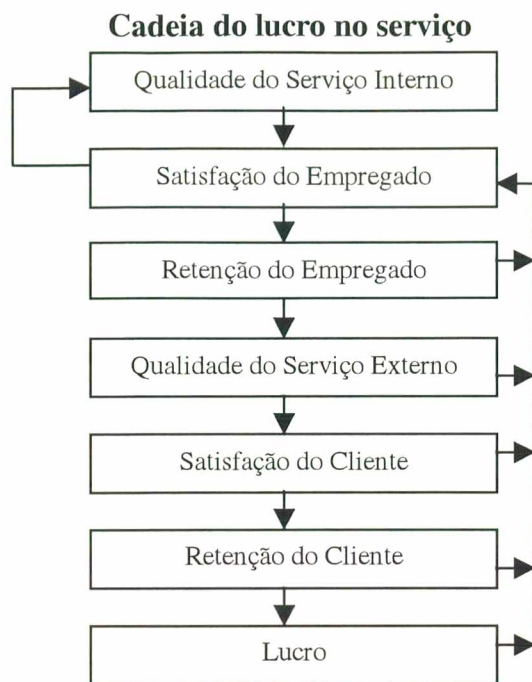 Cadeia do lucro no serviço
Qualidade do Serviço Interno
Satisfação do Empregado
Retenção do Empregado
Qualidade do Serviço Externo
Satisfação do Cliente
Retenção do Cliente
Lucro